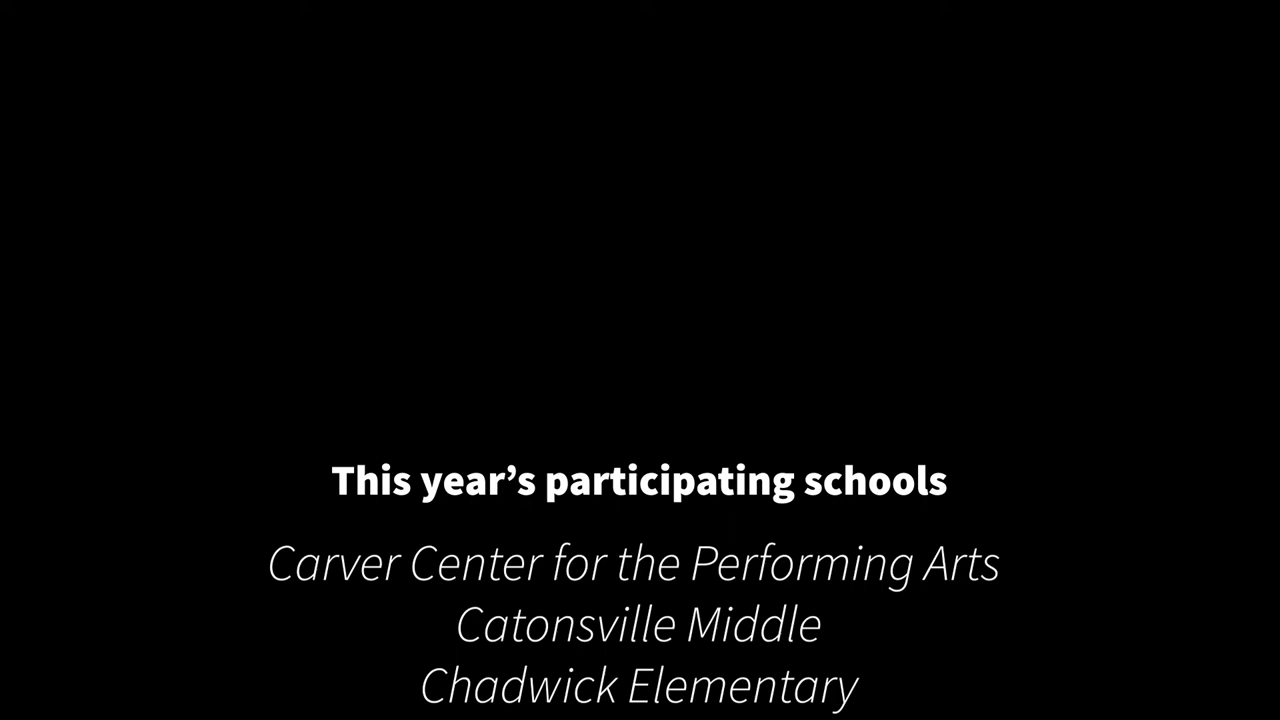 This year’s participating schools
Carver Center for the Performing Arts
Catonsville Middle
Chadwick Elementary